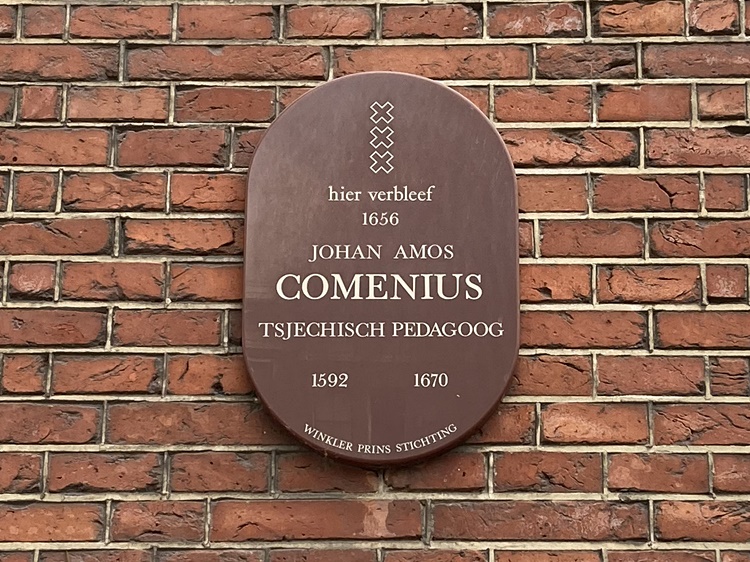 hier verbleef
1656
JOHAN AMOS
COMENIUS
TSJECHISCH PEDAGOOG
1592 1670
WINKLER PRINS STICHTING